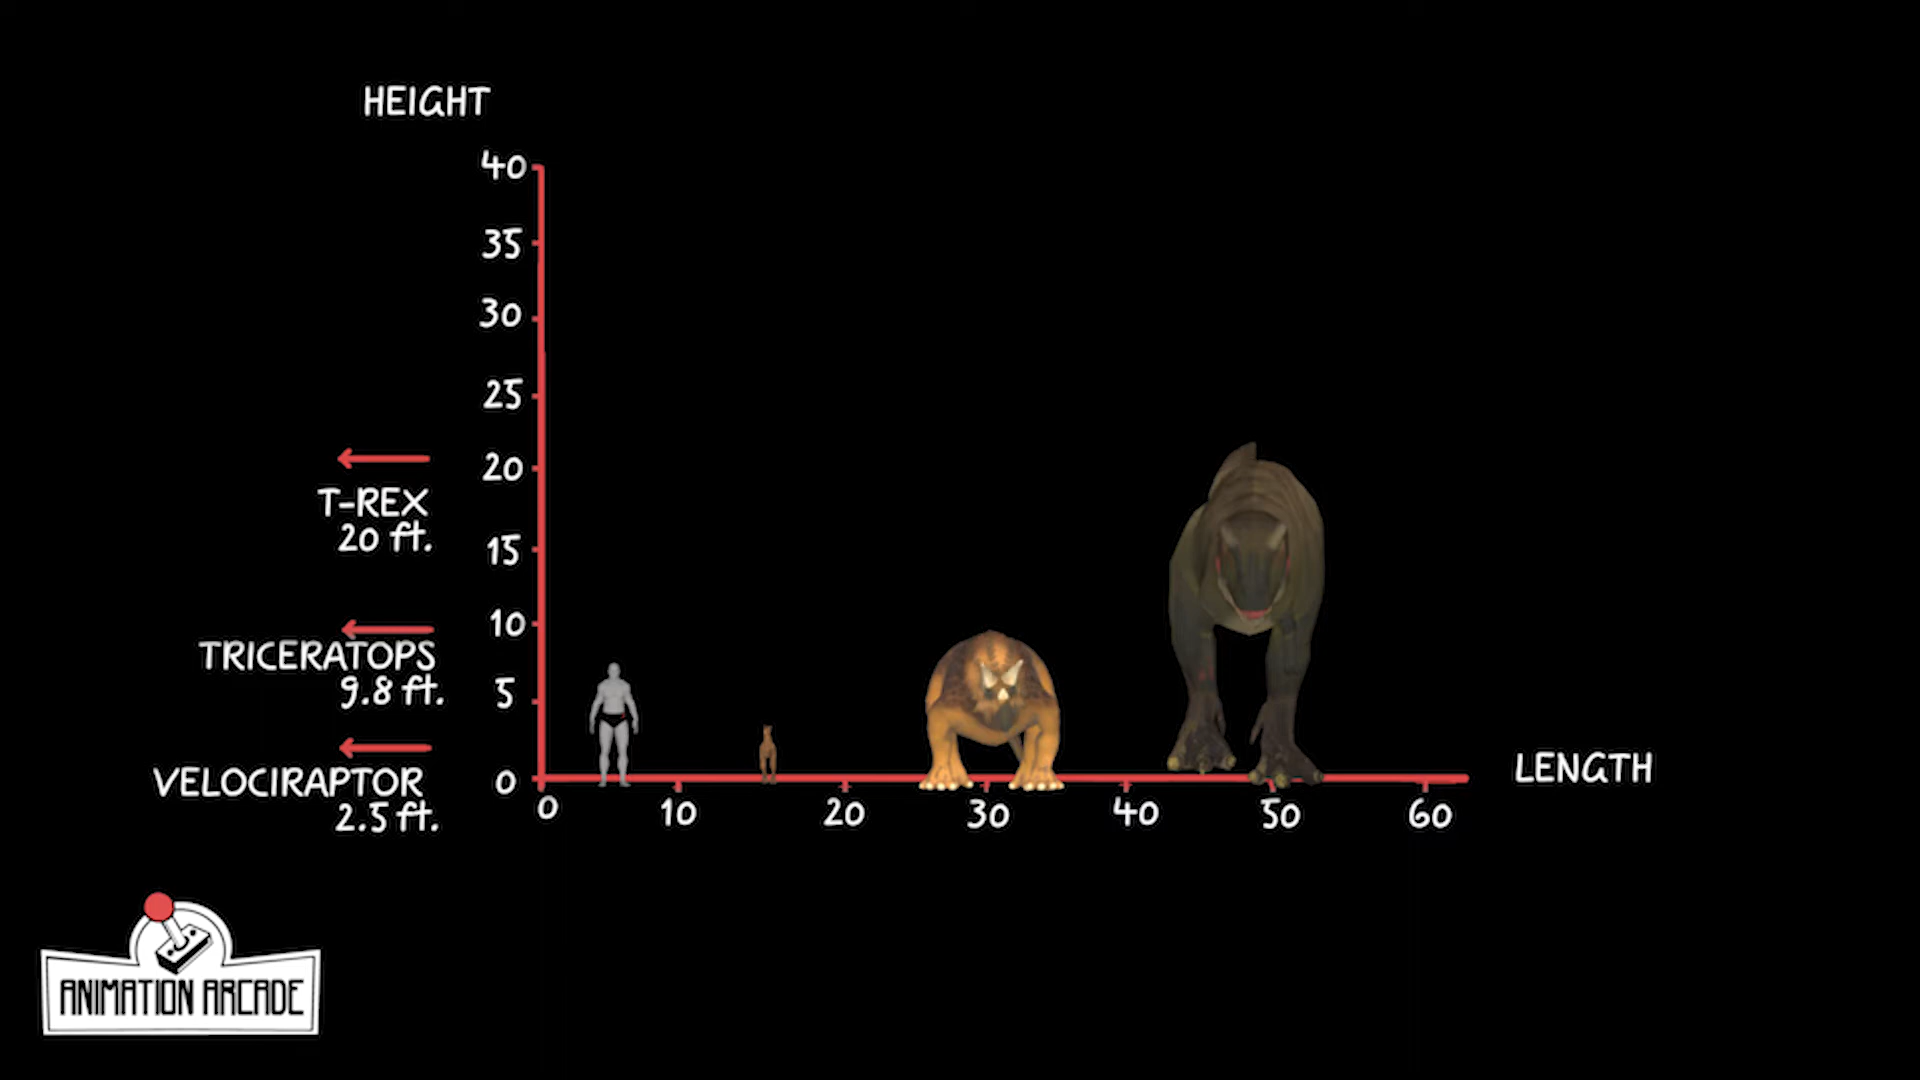 HEIGHT
40
35
30
25
20
15
10
5
0
T-REX
20 ft.
TRICERATOPS
9.8 ft.
VELOCIRAPTOR
2.5 ft.
0 10 20 30 40 50 60
LENGTH
ANIMATION ARCADE